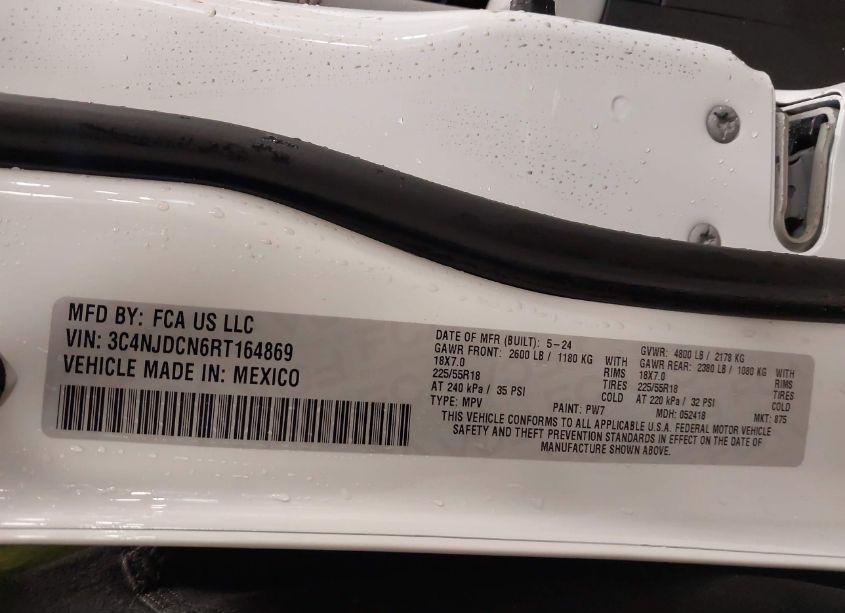 MFD BY: FCA US LLC
VIN: 3C4NJDCN6RT164869
VEHICLE MADE IN: MEXICO
DATE OF MFR (BUILT): 5-24
GAWR FRONT: 2600 LB / 1180 KG WITH
18X7.0 RIMS
225/55R18 TIRES
AT 240 kPa / 35 PSI COLD
TYPE: MPV PAINT: PW7
GVWR: 4800 LB / 2178 KG
GAWR REAR: 2380 LB / 1080 KG WITH
18X7.0 RIMS
225/55R18 TIRES
AT 220 kPa / 32 PSI COLD
MDH: 052418 MKT: 875
THIS VEHICLE CONFORMS TO ALL APPLICABLE U.S.A. FEDERAL MOTOR VEHICLE
SAFETY AND THEFT PREVENTION STANDARDS IN EFFECT ON THE DATE OF
MANUFACTURE SHOWN ABOVE.